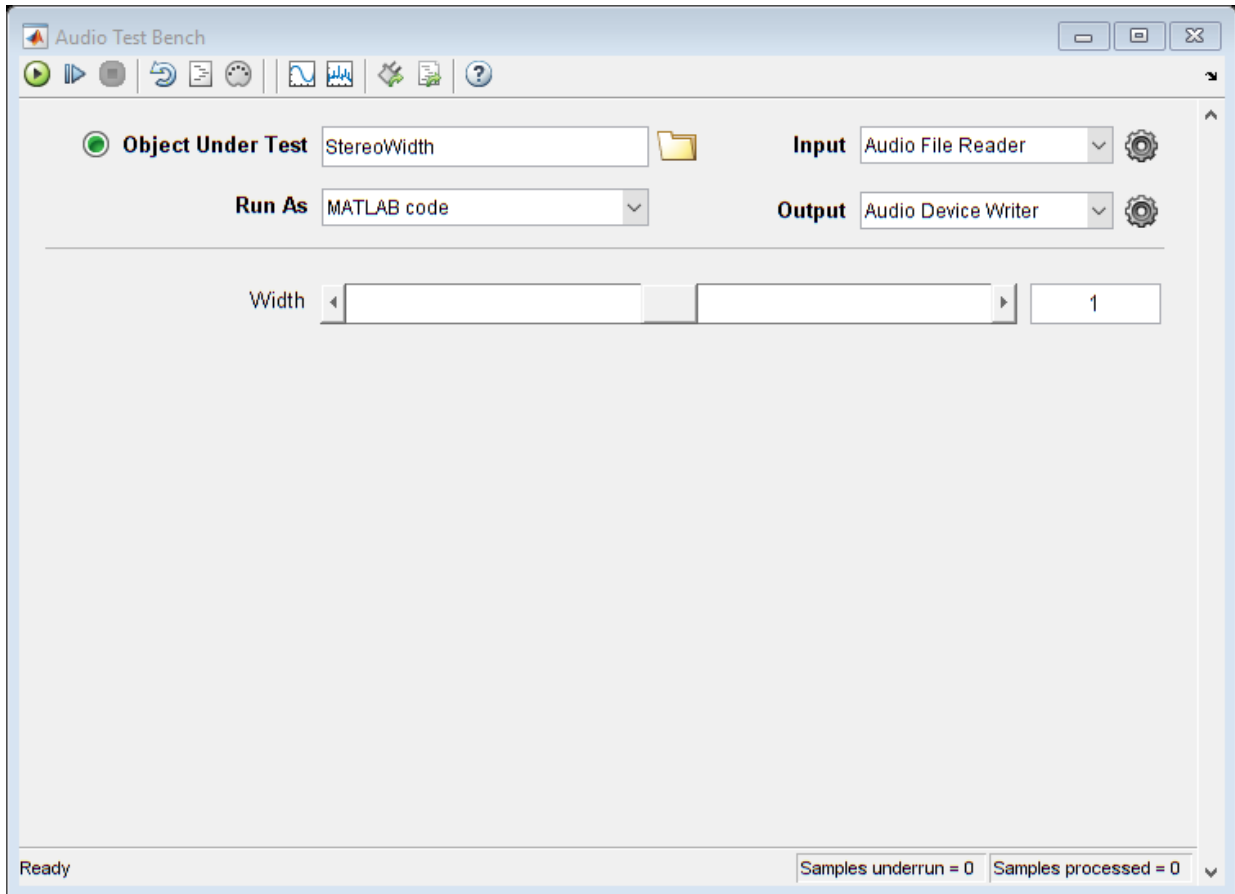 Audio Test Bench
Object Under Test StereoWidth Input Audio File Reader
Run As MATLAB code Output Audio Device Writer
Width 1
Ready Samples underrun = 0 Samples processed = 0